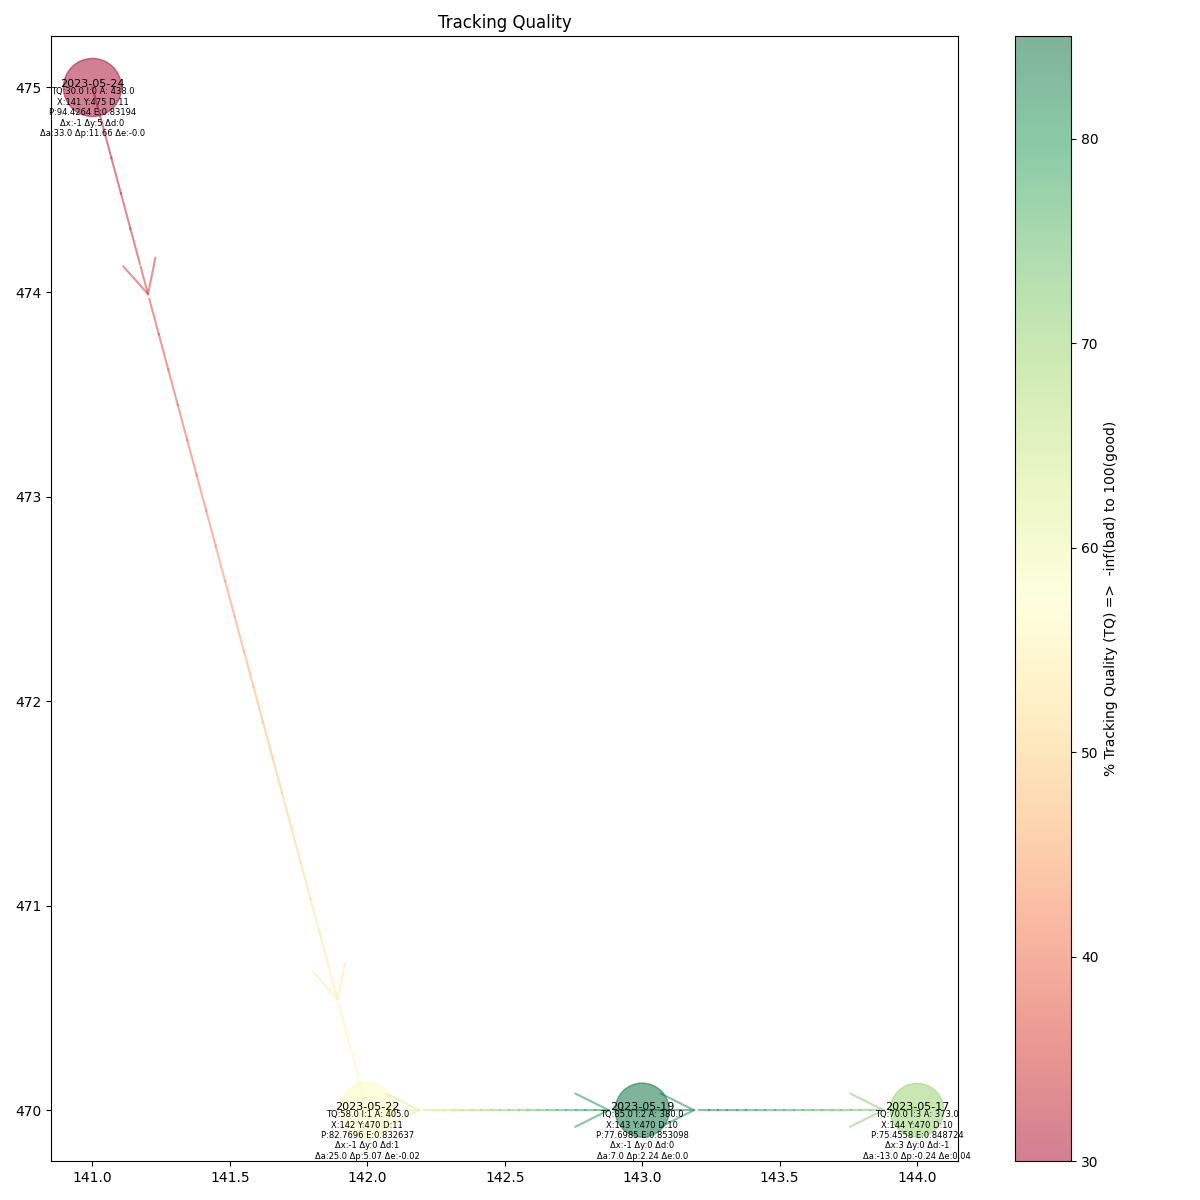 Tracking Quality
475
474
473
472
471
470
141.0
141.5
142.0
142.5
143.0
143.5
144.0
2023-05-24
TQ:30.0 I:0 A: 438.0
X:141 Y:475 D:11
P:94.4264 E:0.83194
Δx:-1 Δy:5 Δd:0
Δa:33.0 Δp:11.66 Δe:-0.0
2023-05-22
TQ:58.0 I:1 A: 405.0
X:142 Y:470 D:11
P:82.7696 E:0.832637
Δx:-1 Δy:0 Δd:1
Δa:25.0 Δp:5.07 Δe:-0.02
2023-05-19
TQ:85.0 I:2 A: 380.0
X:143 Y:470 D:10
P:77.6985 E:0.853098
Δx:-1 Δy:0 Δd:0
Δa:7.0 Δp:2.24 Δe:0.0
2023-05-17
TQ:70.0 I:3 A: 373.0
X:144 Y:470 D:10
P:75.4558 E:0.848724
Δx:3 Δy:0 Δd:-1
Δa:-13.0 Δp:-0.24 Δe:0.04
80
70
60
50
40
30
% Tracking Quality (TQ) => -inf(bad) to 100(good)